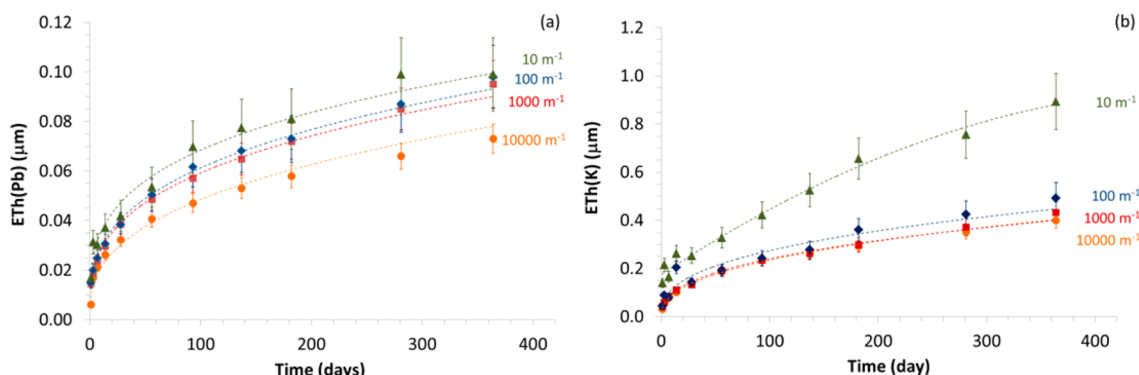 (a)
ETh(Pb) (µm)
0.12
0.10
0.08
0.06
0.04
0.02
0.00
10 m⁻¹
100 m⁻¹
1000 m⁻¹
10000 m⁻¹
0 100 200 300 400
Time (days)
(b)
ETh(K) (µm)
1.2
1.0
0.8
0.6
0.4
0.2
0.0
10 m⁻¹
100 m⁻¹
1000 m⁻¹
10000 m⁻¹
0 100 200 300 400
Time (day)